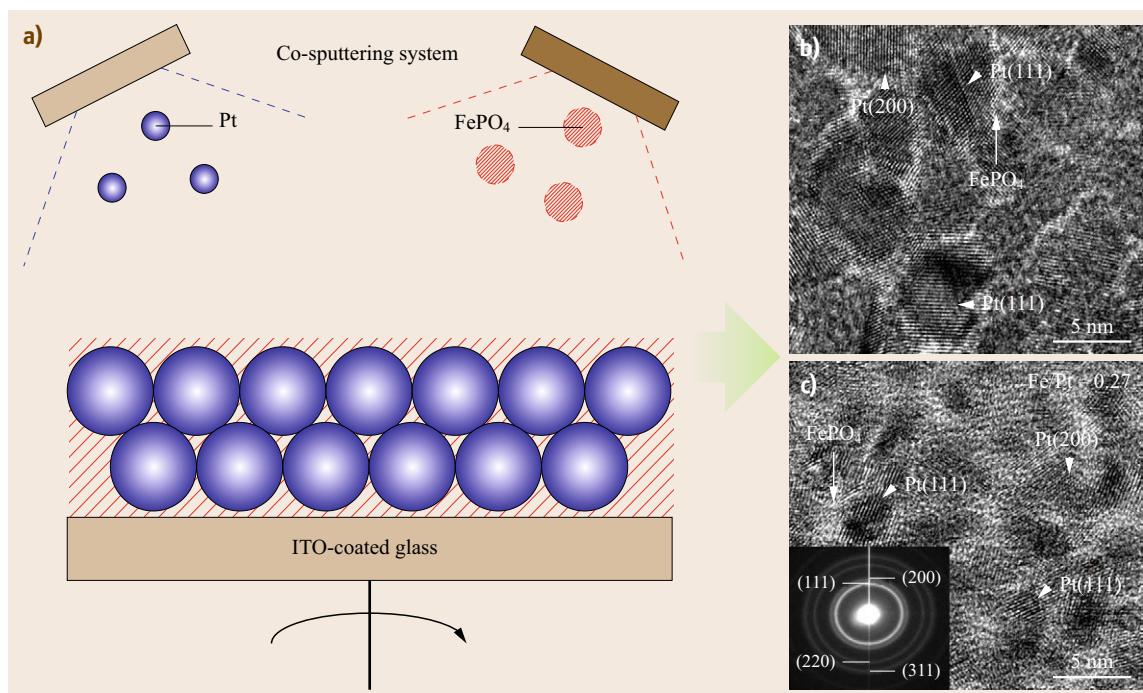 a)
Co-sputtering system
Pt
FePO₄
ITO-coated glass
b)
Pt(111)
Pt(200)
FePO₄
Pt(111)
5 nm
c)
Fe/Pt ~ 0.27
FePO₄
Pt(200)
Pt(111)
Pt(111)
5 nm
(111)
(200)
(220)
(311)